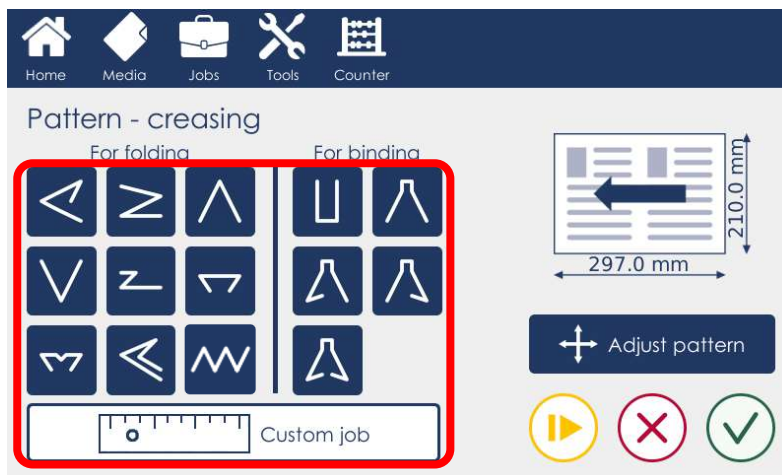 Home Media Jobs Tools Counter
Pattern - creasing
For folding For binding
210.0 mm
297.0 mm
Adjust pattern
Custom job